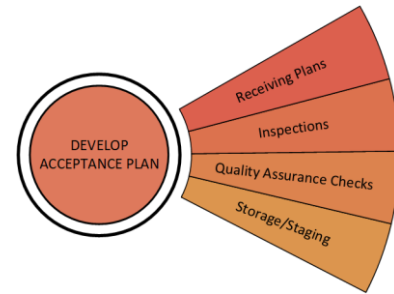 DEVELOP
ACCEPTANCE PLAN
Receiving Plans
Inspections
Quality Assurance Checks
Storage/Staging